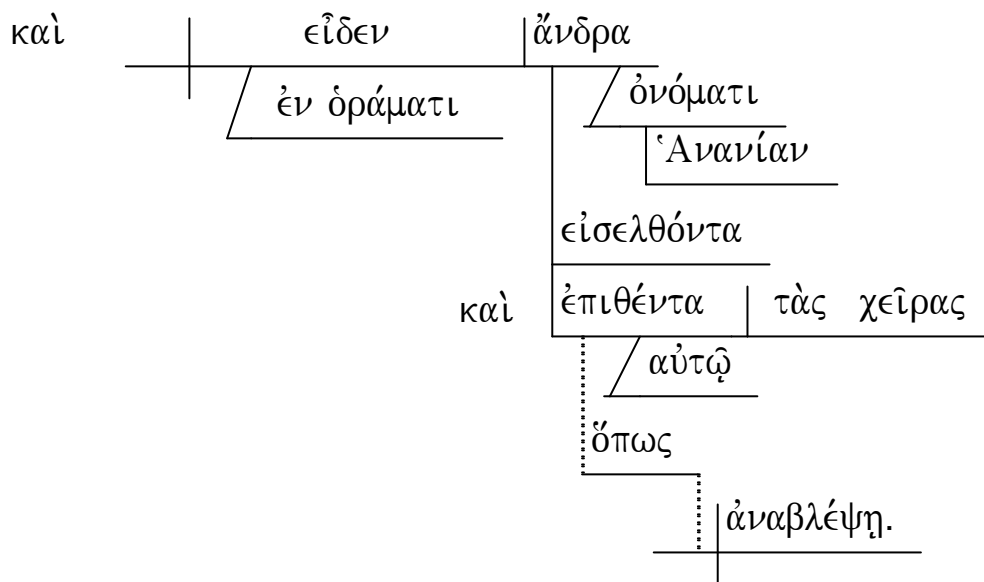 καὶ εἶδεν ἄνδρα
ἐν ὁράματι ὀνόματι
Ἁνανίαν
εἰσελθόντα
καὶ ἐπιθέντα τὰς χεῖρας
αὐτῷ
ὅπως
ἀναβλέψῃ.